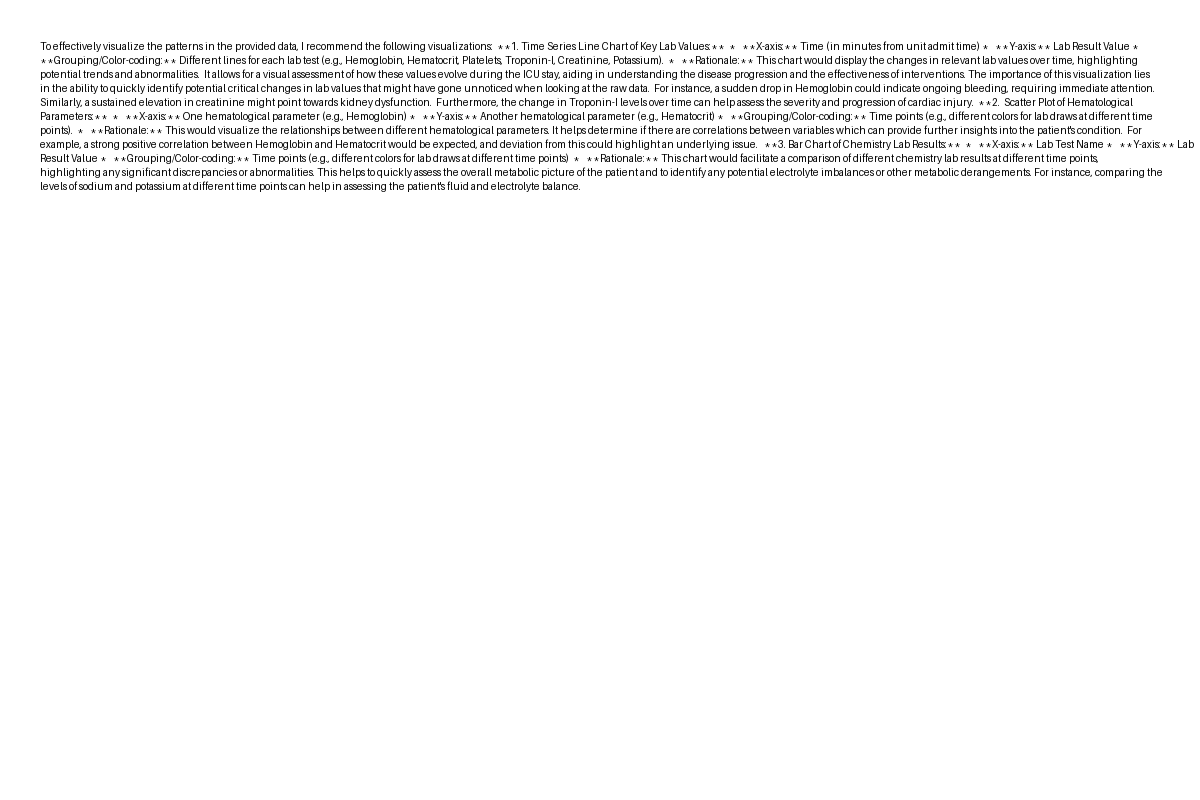 To effectively visualize the patterns in the provided data, I recommend the following visualizations:  **1. Time Series Line Chart of Key Lab Values:**  *  **X-axis:** Time (in minutes from unit admit time) *  **Y-axis:** Lab Result Value *
**Grouping/Color-coding:** Different lines for each lab test (e.g., Hemoglobin, Hematocrit, Platelets, Troponin-I, Creatinine, Potassium).  *  **Rationale:** This chart would display the changes in relevant lab values over time, highlighting
potential trends and abnormalities.  It allows for a visual assessment of how these values evolve during the ICU stay, aiding in understanding the disease progression and the effectiveness of interventions. The importance of this visualization lies
in the ability to quickly identify potential critical changes in lab values that might have gone unnoticed when looking at the raw data.  For instance, a sudden drop in Hemoglobin could indicate ongoing bleeding, requiring immediate attention.
Similarly, a sustained elevation in creatinine might point towards kidney dysfunction.  Furthermore, the change in Troponin-I levels over time can help assess the severity and progression of cardiac injury.  **2.  Scatter Plot of Hematological
Parameters:**  *  **X-axis:** One hematological parameter (e.g., Hemoglobin) *  **Y-axis:** Another hematological parameter (e.g., Hematocrit) *  **Grouping/Color-coding:** Time points (e.g., different colors for lab draws at different time
points).  *  **Rationale:** This would visualize the relationships between different hematological parameters. It helps determine if there are correlations between variables which can provide further insights into the patient's condition.  For
example, a strong positive correlation between Hemoglobin and Hematocrit would be expected, and deviation from this could highlight an underlying issue.  **3. Bar Chart of Chemistry Lab Results:**  *  **X-axis:** Lab Test Name *  **Y-axis:** Lab
Result Value *  **Grouping/Color-coding:** Time points (e.g., different colors for lab draws at different time points)  *  **Rationale:** This chart would facilitate a comparison of different chemistry lab results at different time points,
highlighting any significant discrepancies or abnormalities. This helps to quickly assess the overall metabolic picture of the patient and to identify any potential electrolyte imbalances or other metabolic derangements. For instance, comparing the
levels of sodium and potassium at different time points can help in assessing the patient's fluid and electrolyte balance.